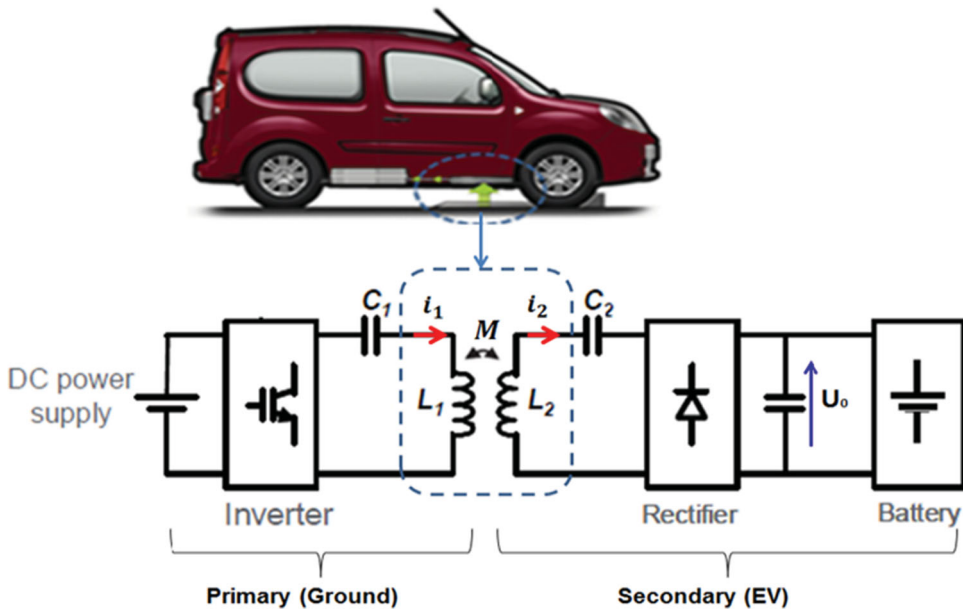 C₁
i₁
M
i₂
C₂
DC power
supply
L₁
L₂
U₀
Inverter
Rectifier
Battery
Primary (Ground)
Secondary (EV)